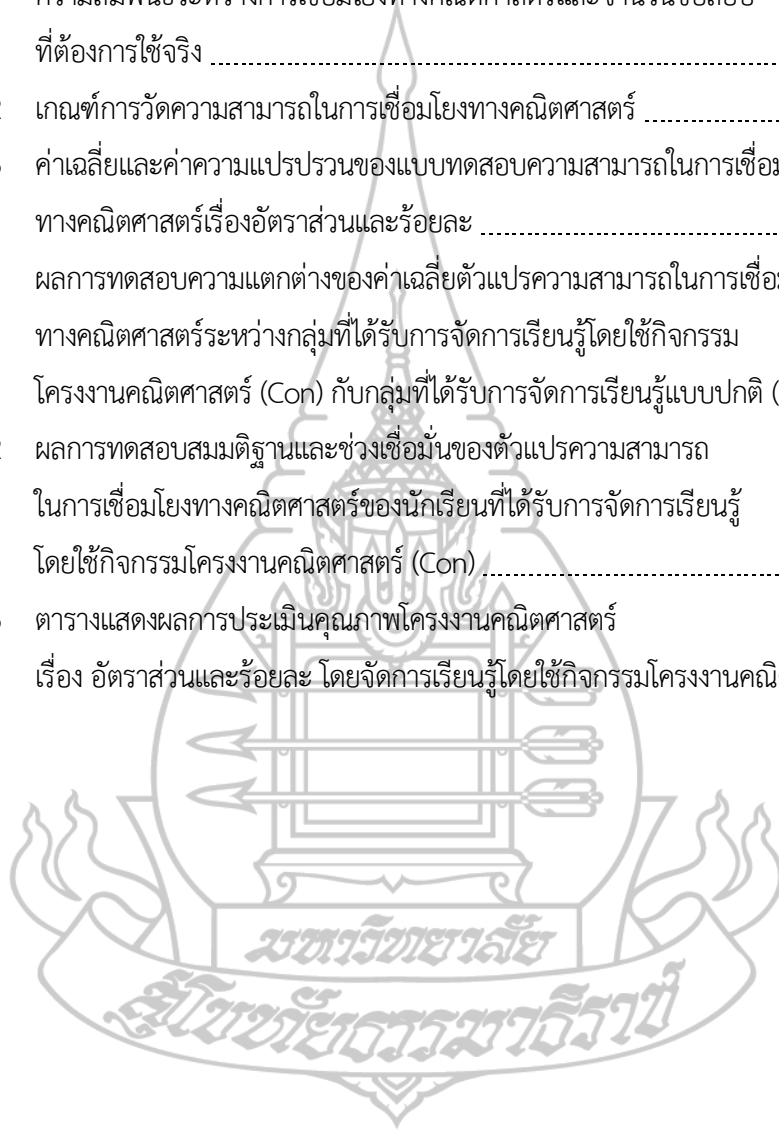 ที่ต้องการใช้จริง
เกณฑ์การวัดความสามารถในการเชื่อมโยงทางคณิตศาสตร์
ค่าเฉลี่ยและค่าความแปรปรวนของแบบทดสอบความสามารถในการเชื่อม
ทางคณิตศาสตร์เรื่องอัตราส่วนและร้อยละ
ผลการทดสอบความแตกต่างของค่าเฉลี่ยตัวแปรความสามารถในการเชื่อม
ทางคณิตศาสตร์ระหว่างกลุ่มที่ได้รับการจัดการเรียนรู้โดยใช้กิจกรรม
โครงงานคณิตศาสตร์ (Con) กับกลุ่มที่ได้รับการจัดการเรียนรู้แบบปกติ (
ผลการทดสอบสมมติฐานและช่วงเชื่อมั่นของตัวแปรความสามารถ
ในการเชื่อมโยงทางคณิตศาสตร์ของนักเรียนที่ได้รับการจัดการเรียนรู้
โดยใช้กิจกรรมโครงงานคณิตศาสตร์ (Con)
ตารางแสดงผลการประเมินคุณภาพโครงงานคณิตศาสตร์
เรื่อง อัตราส่วนและร้อยละ โดยจัดการเรียนรู้โดยใช้กิจกรรมโครงงานคณิ
มหาวิทยาลัย
สุโขทัยธรรมาธิราช